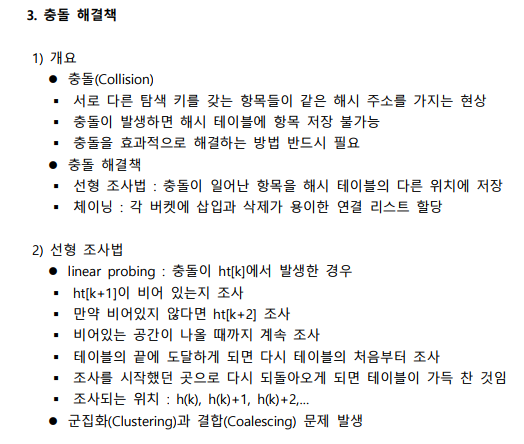 3. 충돌 해결책
1) 개요
● 충돌(Collision)
▪ 서로 다른 탐색 키를 갖는 항목들이 같은 해시 주소를 가지는 현상
▪ 충돌이 발생하면 해시 테이블에 항목 저장 불가능
▪ 충돌을 효과적으로 해결하는 방법 반드시 필요
● 충돌 해결책
▪ 선형 조사법 : 충돌이 일어난 항목을 해시 테이블의 다른 위치에 저장
▪ 체이닝 : 각 버켓에 삽입과 삭제가 용이한 연결 리스트 할당
2) 선형 조사법
● linear probing : 충돌이 ht[k]에서 발생한 경우
▪ ht[k+1]이 비어 있는지 조사
▪ 만약 비어있지 않다면 ht[k+2] 조사
▪ 비어있는 공간이 나올 때까지 계속 조사
▪ 테이블의 끝에 도달하게 되면 다시 테이블의 처음부터 조사
▪ 조사를 시작했던 곳으로 다시 되돌아오게 되면 테이블이 가득 찬 것임
▪ 조사되는 위치 : h(k), h(k)+1, h(k)+2,...
● 군집화(Clustering)과 결합(Coalescing) 문제 발생